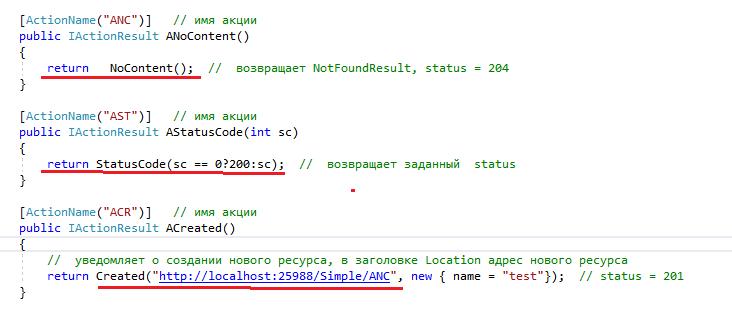 [ActionName("ANC")]   // имя акции
public IActionResult ANoContent()
{
    return   NoContent();  //  возвращает NotFoundResult, status = 204
}
[ActionName("AST")]   // имя акции
public IActionResult AStatusCode(int sc)
{
    return StatusCode(sc == 0?200:sc);  //  возвращает заданный  status
}
[ActionName("ACR")]   // имя акции
public IActionResult ACreated()
{
    //  уведомляет о создании нового ресурса, в заголовке Location адрес нового ресурса
    return Created("http://localhost:25988/Simple/ANC", new { name = "test"});  // status = 201
}